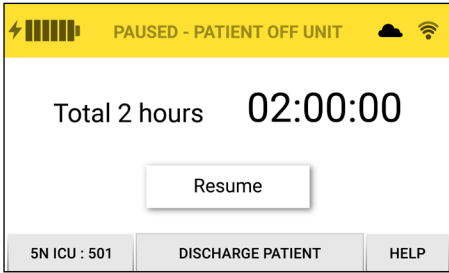 PAUSED - PATIENT OFF UNIT
Total 2 hours 02:00:00
Resume
5N ICU : 501 DISCHARGE PATIENT HELP